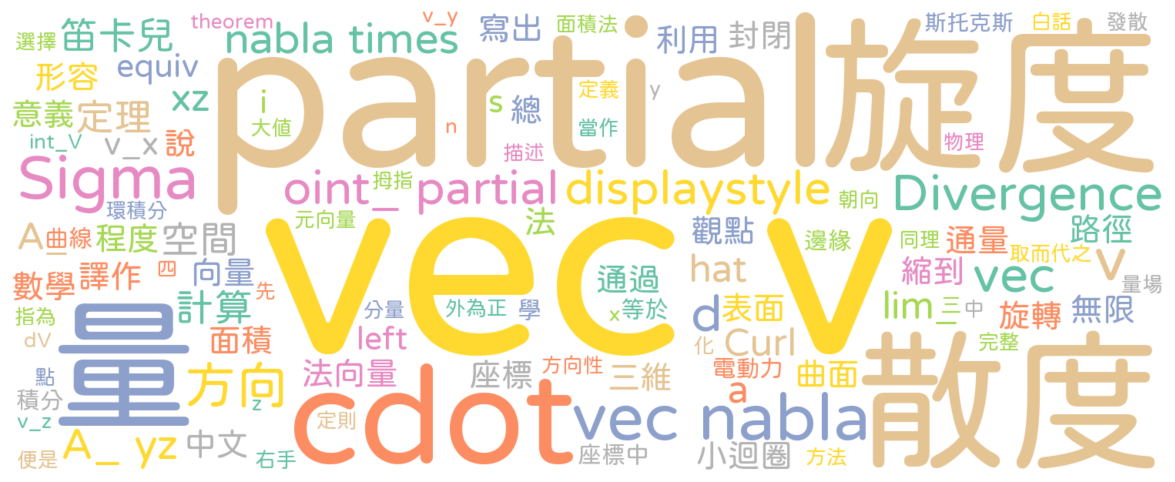 選擇 笛卡兒 theorem nabla times v_y 寫出 面積法 利用 封閉 斯托克斯 白話 發散
形容 equiv partial 旋度
意義 定理 xz i 大値 s 總 定義 y
int_V v_x 說 n 描述 當作 物理
Sigma oint_ 拇指 partial displaystyle 朝向 Divergence
環積分 元向量 法 vec v 觀點 邊緣 同理 通量 路徑
A_ 曲線 程度 空間 取而代之
數學 譯作 四 向量 先 通過 hat 縮到 vec v 量場
指為 量 計算 分量 外為正 學 x 等於 d 表面 lim_ 三 中 旋轉 無限
dV 面積 left 化 Curl 完整
點 方向 法向量 cdot 座標 方向性 三維 電動力 曲面 散度
積分 z a
v_z 定則 vec nabla
便是 A_ yz 中文 右手 座標中 小迴圈 方法